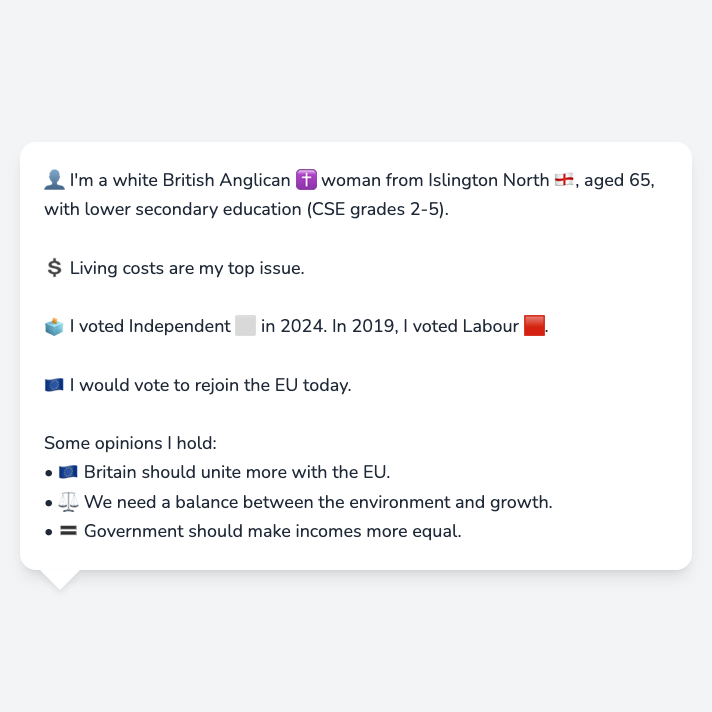 👤 I'm a white British Anglican ✝️ woman from Islington North 🏴󠁧󠁢󠁥󠁮󠁧󠁿, aged 65,
with lower secondary education (CSE grades 2-5).
💲 Living costs are my top issue.
🗳️ I voted Independent ⬜ in 2024. In 2019, I voted Labour 🟥.
🇪🇺 I would vote to rejoin the EU today.
Some opinions I hold:
• 🇪🇺 Britain should unite more with the EU.
• ⚖️ We need a balance between the environment and growth.
• 🟰 Government should make incomes more equal.